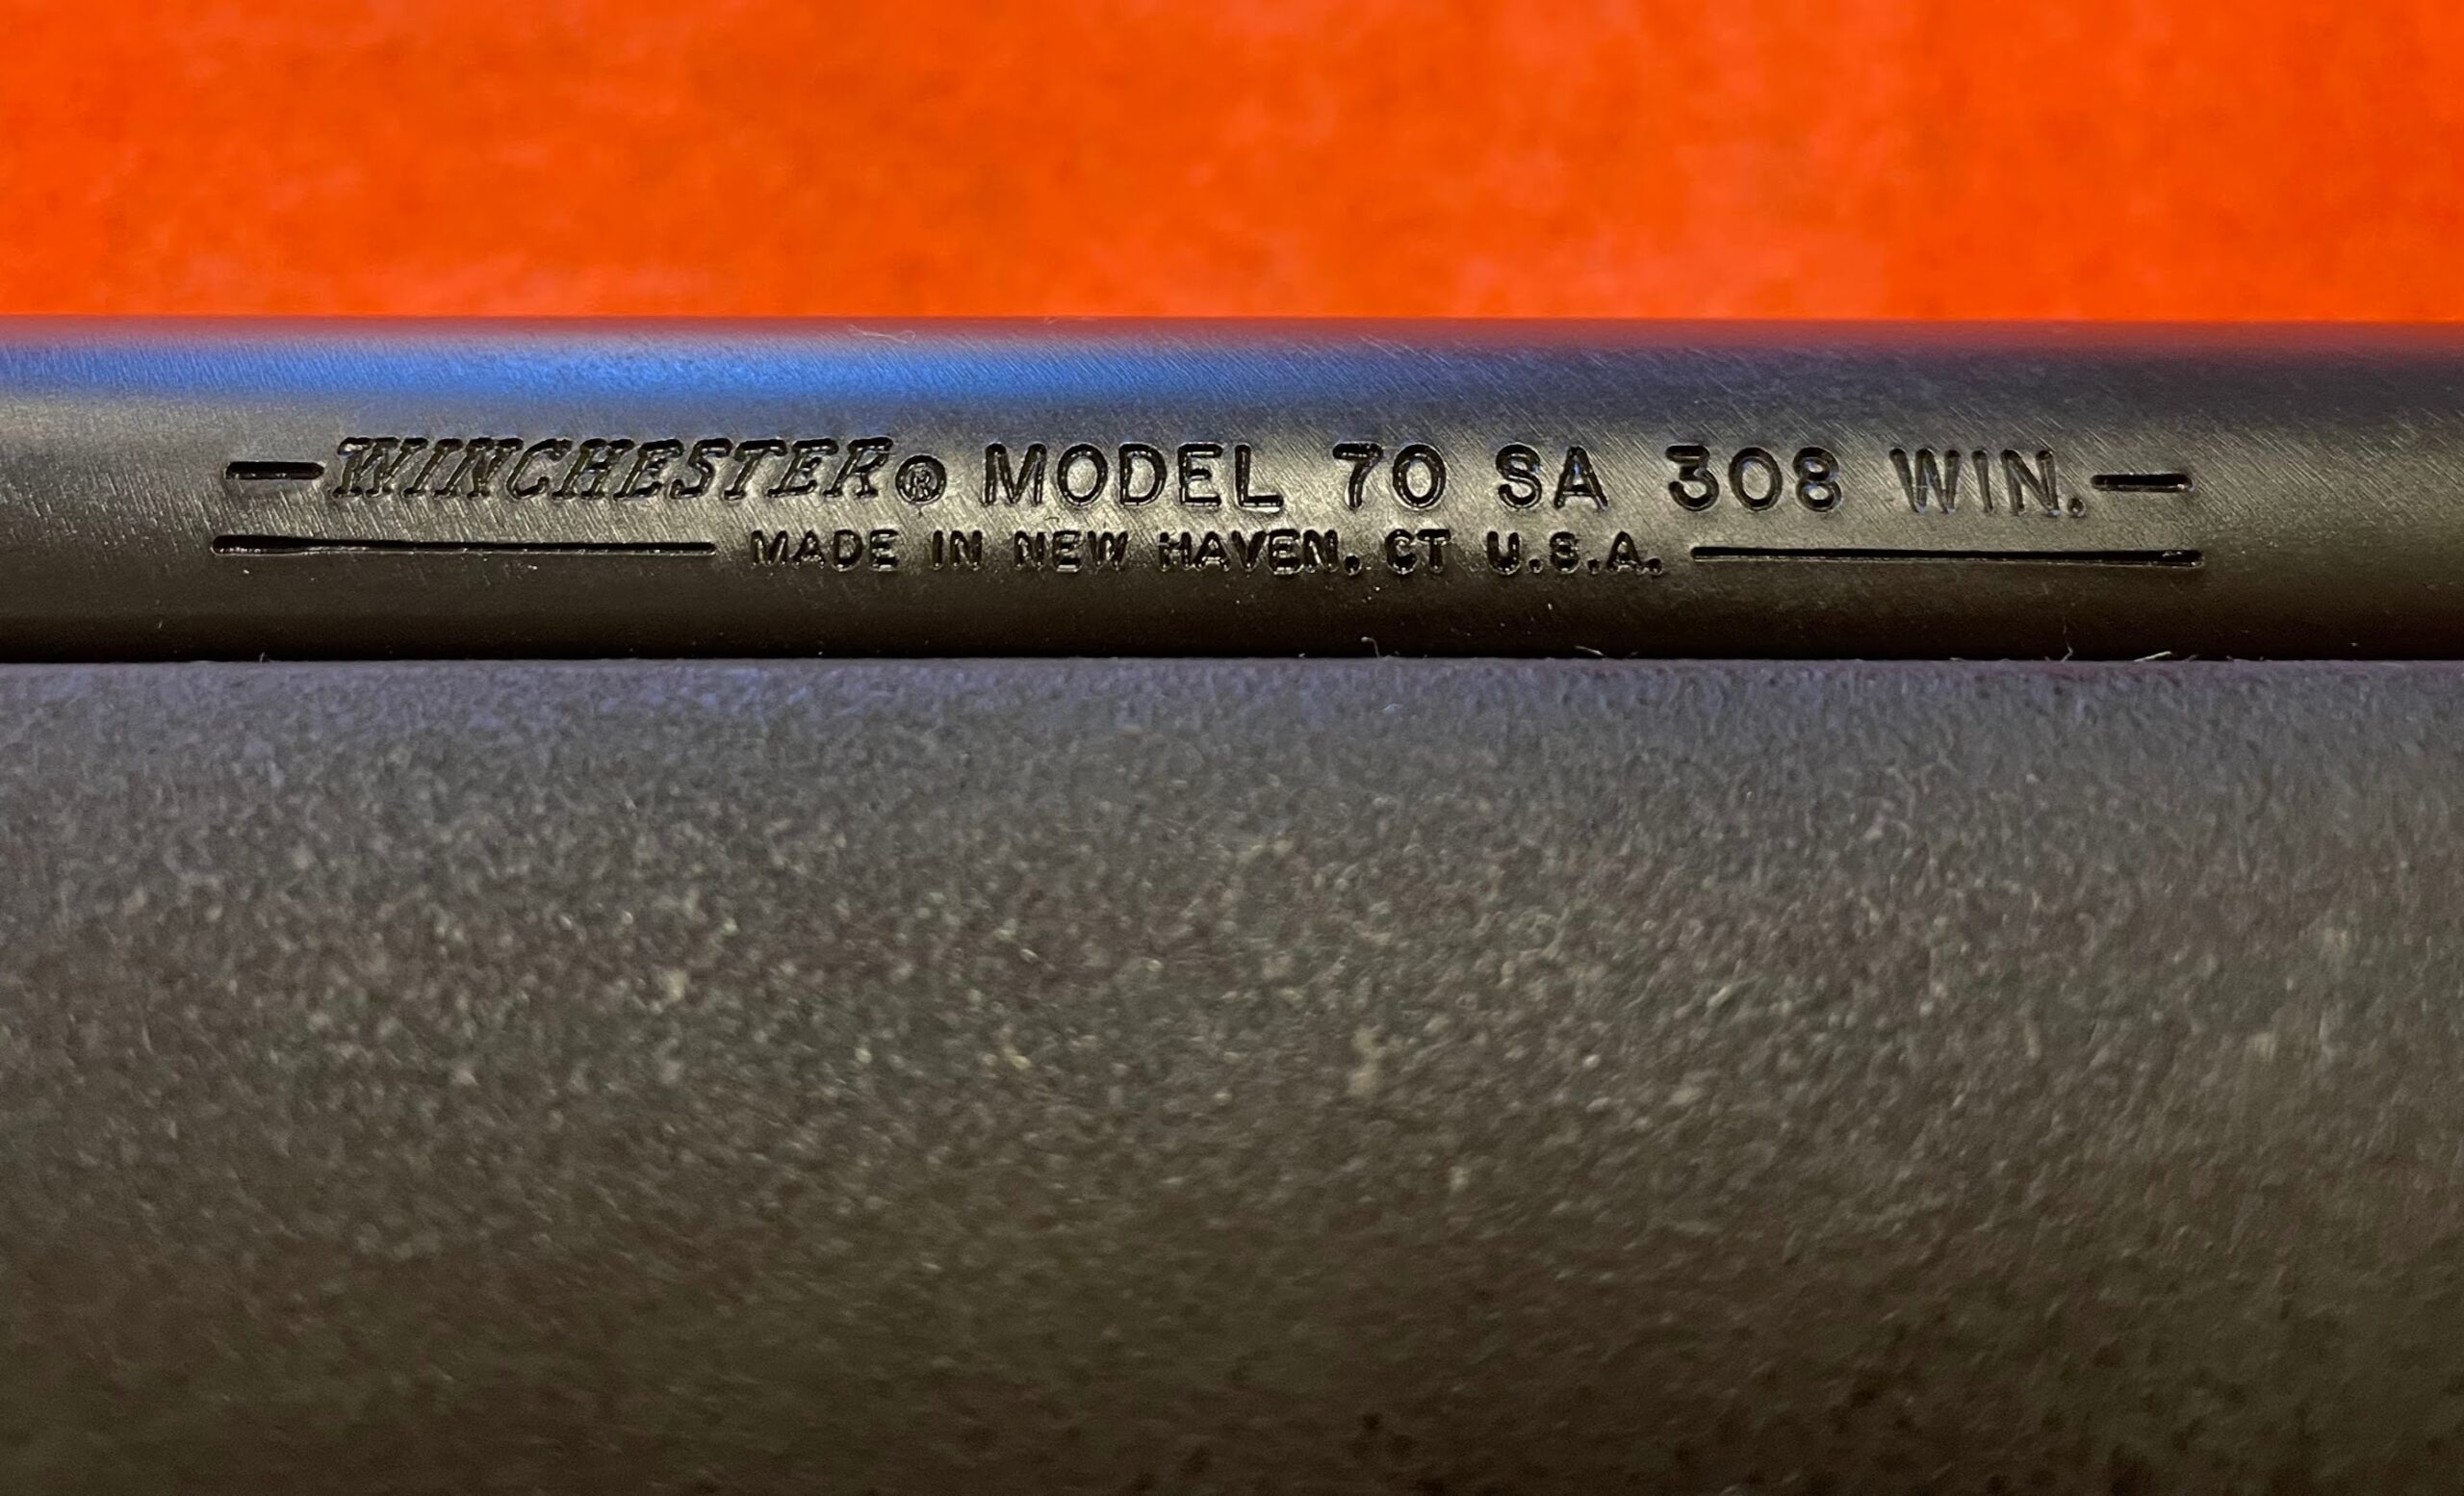 WINCHESTER® MODEL 70 SA 308 WIN.
MADE IN NEW HAVEN, CT U.S.A.